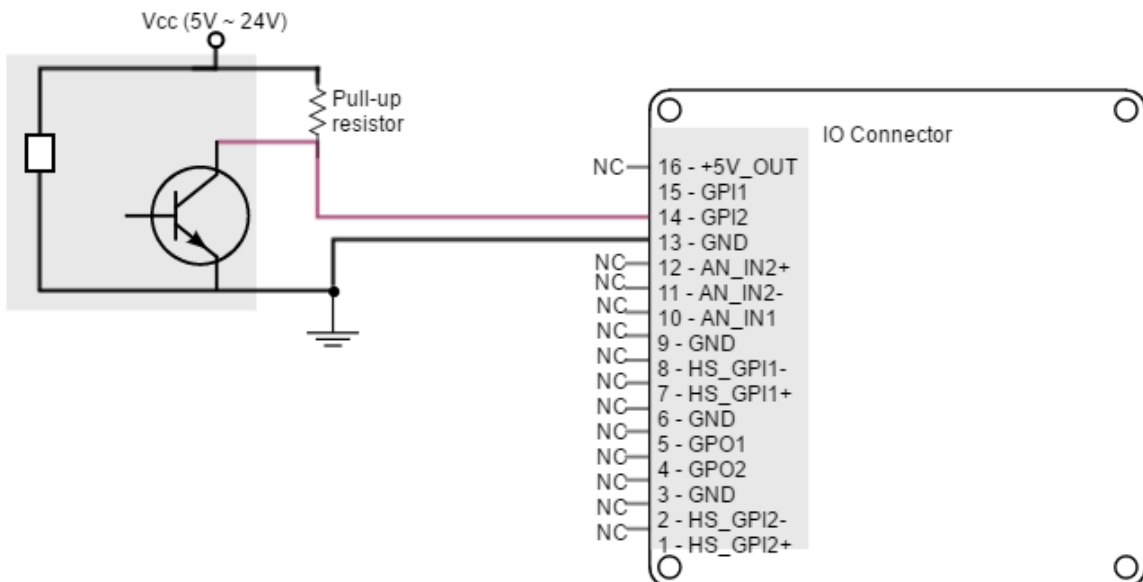 Vcc (5V ~ 24V)
Pull-up
resistor
IO Connector
NC
16 - +5V_OUT
15 - GPI1
14 - GPI2
13 - GND
NC
12 - AN_IN2+
NC
11 - AN_IN2-
NC
10 - AN_IN1
NC
9 - GND
NC
8 - HS_GPI1-
NC
7 - HS_GPI1+
NC
6 - GND
NC
5 - GPO1
NC
4 - GPO2
NC
3 - GND
NC
2 - HS_GPI2-
NC
1 - HS_GPI2+